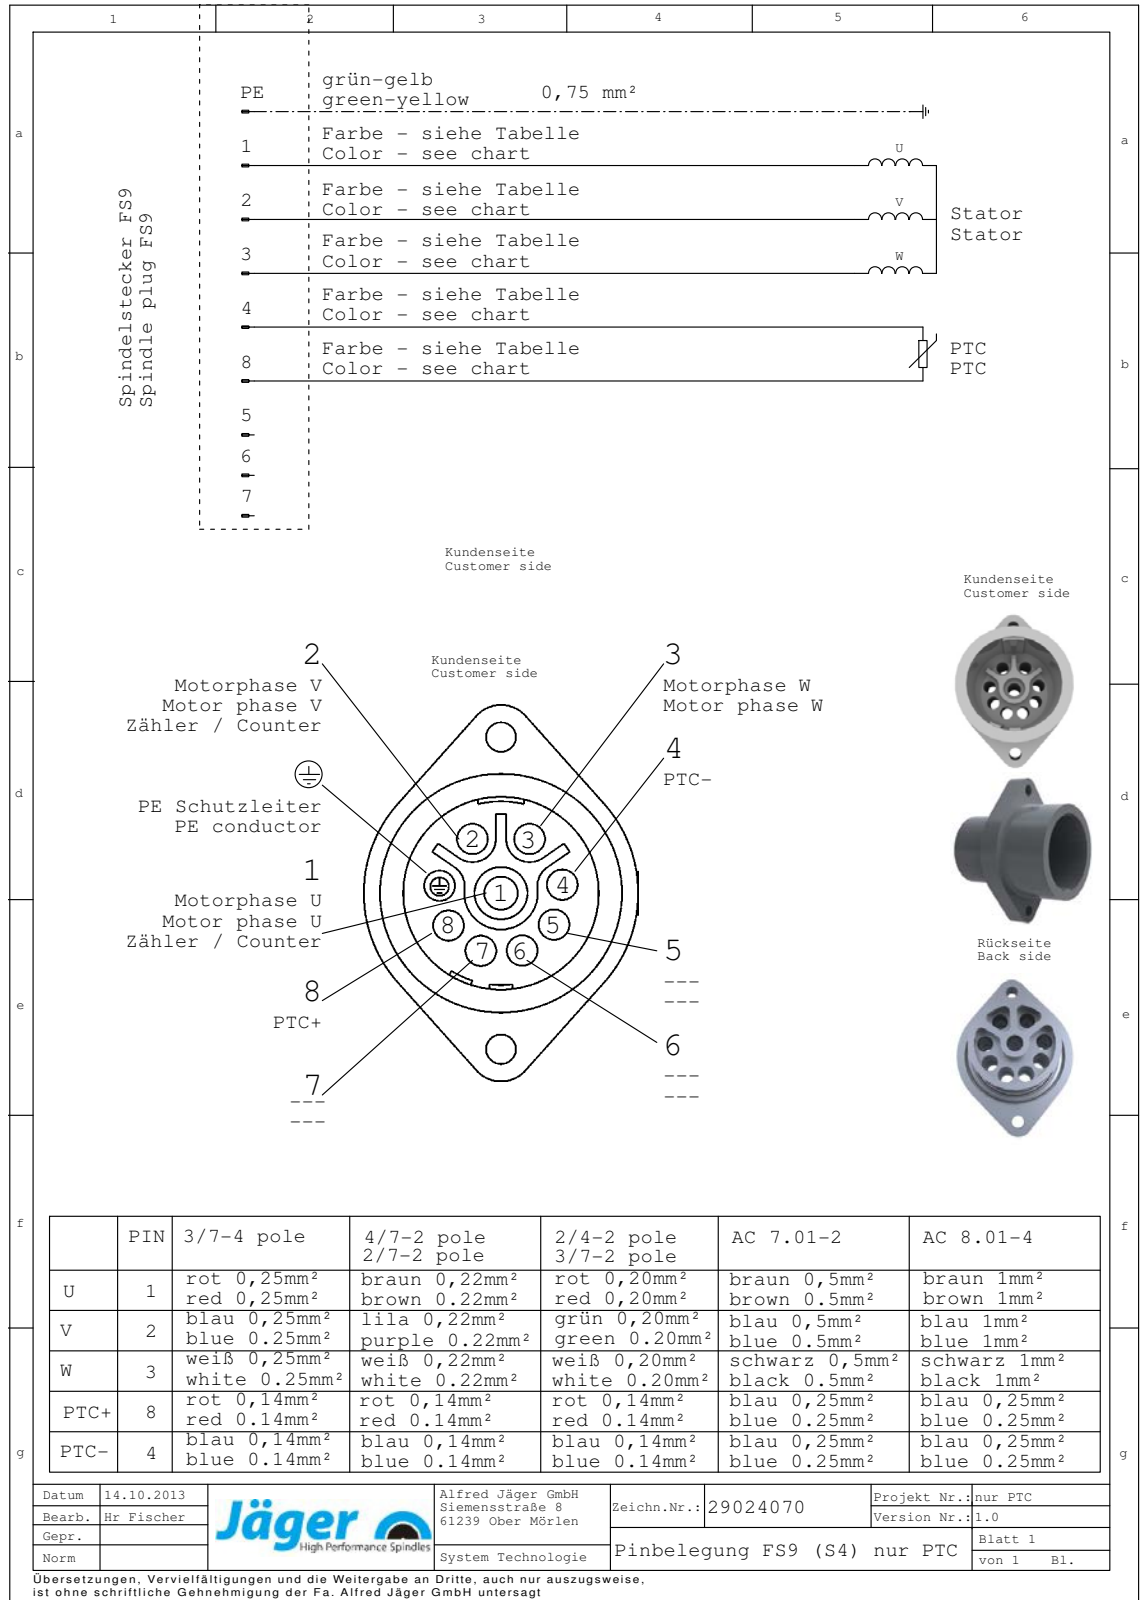 1 2 3 4 5 6
PE grün-gelb
green-yellow 0,75 mm²
a a
1 Farbe - siehe Tabelle
Color - see chart U
2 Farbe - siehe Tabelle
Color - see chart V
Stator
Stator
3 Farbe - siehe Tabelle
Color - see chart W
4 Farbe - siehe Tabelle
Color - see chart
8 Farbe - siehe Tabelle
Color - see chart
PTC
PTC
b b
5
6
7
Spindelstecker FS9
Spindle plug FS9
Kundenseite
Customer side
c c
Kundenseite
Customer side
Kundenseite
Customer side
2
Motorphase V
Motor phase V
Zähler / Counter
3
Motorphase W
Motor phase W
4
PTC-
d d
PE Schutzleiter
PE conductor
1
Motorphase U
Motor phase U
Zähler / Counter
2 3
1 4
8 5
7 6
5
---
---
Rückseite
Back side
8
PTC+
e e
6
---
---
7
---
---
f f
PIN 3/7-4 pole 4/7-2 pole 2/4-2 pole AC 7.01-2 AC 8.01-4
2/7-2 pole 3/7-2 pole
U 1 rot 0,25mm² braun 0,22mm² rot 0,20mm² braun 0,5mm² braun 1mm²
red 0,25mm² brown 0.22mm² red 0,20mm² brown 0.5mm² brown 1mm²
V 2 blau 0,25mm² lila 0,22mm² grün 0,20mm² blau 0,5mm² blau 1mm²
blue 0.25mm² purple 0.22mm² green 0.20mm² blue 0.5mm² blue 1mm²
W 3 weiß 0,25mm² weiß 0,22mm² weiß 0,20mm² schwarz 0,5mm² schwarz 1mm²
white 0.25mm² white 0.22mm² white 0.20mm² black 0.5mm² black 1mm²
PTC+ 8 rot 0,14mm² rot 0,14mm² rot 0,14mm² blau 0,25mm² blau 0,25mm²
red 0.14mm² red 0.14mm² red 0.14mm² blue 0.25mm² blue 0.25mm²
PTC- 4 blau 0,14mm² blau 0,14mm² blau 0,14mm² blau 0,25mm² blau 0,25mm²
blue 0.14mm² blue 0.14mm² blue 0.14mm² blue 0.25mm² blue 0.25mm²
g g
Datum 14.10.2013
Bearb. Hr Fischer
Gepr.
Norm
Jäger
High Performance Spindles
Alfred Jäger GmbH
Siemensstraße 8
61239 Ober Mörlen
System Technologie
Zeichn.Nr.: 29024070
Pinbelegung FS9 (S4) nur PTC
Projekt Nr.: nur PTC
Version Nr.: 1.0
Blatt 1
von 1 Bl.
Übersetzungen, Vervielfältigungen und die Weitergabe an Dritte, auch nur auszugsweise,
ist ohne schriftliche Gehnehmigung der Fa. Alfred Jäger GmbH untersagt